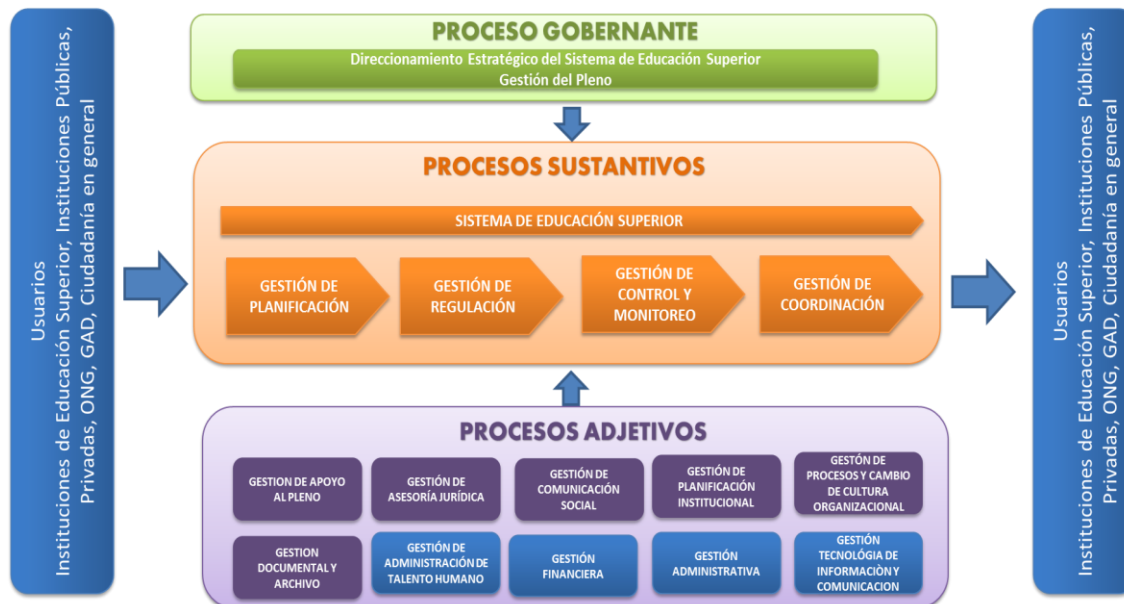 Usuarios
Instituciones de Educación Superior, Instituciones Públicas,
Privadas, ONG, GAD, Ciudadanía en general
PROCESO GOBERNANTE
Direccionamiento Estratégico del Sistema de Educación Superior
Gestión del Pleno
PROCESOS SUSTANTIVOS
SISTEMA DE EDUCACIÓN SUPERIOR
GESTIÓN DE
PLANIFICACIÓN
GESTIÓN DE
REGULACIÓN
GESTIÓN DE
CONTROL Y
MONITOREO
GESTIÓN DE
COORDINACIÓN
PROCESOS ADJETIVOS
GESTION DE APOYO
AL PLENO
GESTIÓN DE
ASESORÍA JURÍDICA
GESTIÓN DE
COMUNICACIÓN
SOCIAL
GESTIÓN DE
PLANIFICACIÓN
INSTITUCIONAL
GESTÓN DE
PROCESOS Y CAMBIO
DE CULTURA
ORGANIZACIONAL
GESTION
DOCUMENTAL Y
ARCHIVO
GESTIÓN DE
ADMINISTRACIÓN DE
TALENTO HUMANO
GESTIÓN
FINANCIERA
GESTIÓN
ADMINISTRATIVA
GESTIÓN
TECNOLÓGIA DE
INFORMACIÒN Y
COMUNICACION
Usuarios
Instituciones de Educación Superior, Instituciones Públicas,
Privadas, ONG, GAD, Ciudadanía en general